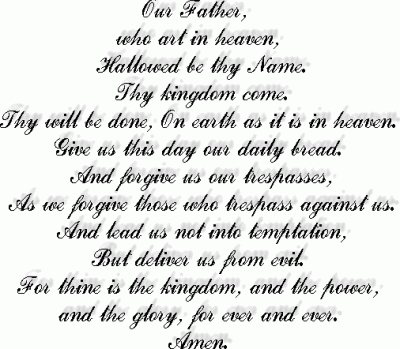 Our Father,
who art in heaven,
Hallowed be thy Name.
Thy kingdom come.
Thy will be done, On earth as it is in heaven.
Give us this day our daily bread.
And forgive us our trespasses,
As we forgive those who trespass against us.
And lead us not into temptation,
But deliver us from evil.
For thine is the kingdom, and the power,
and the glory, for ever and ever.
Amen.